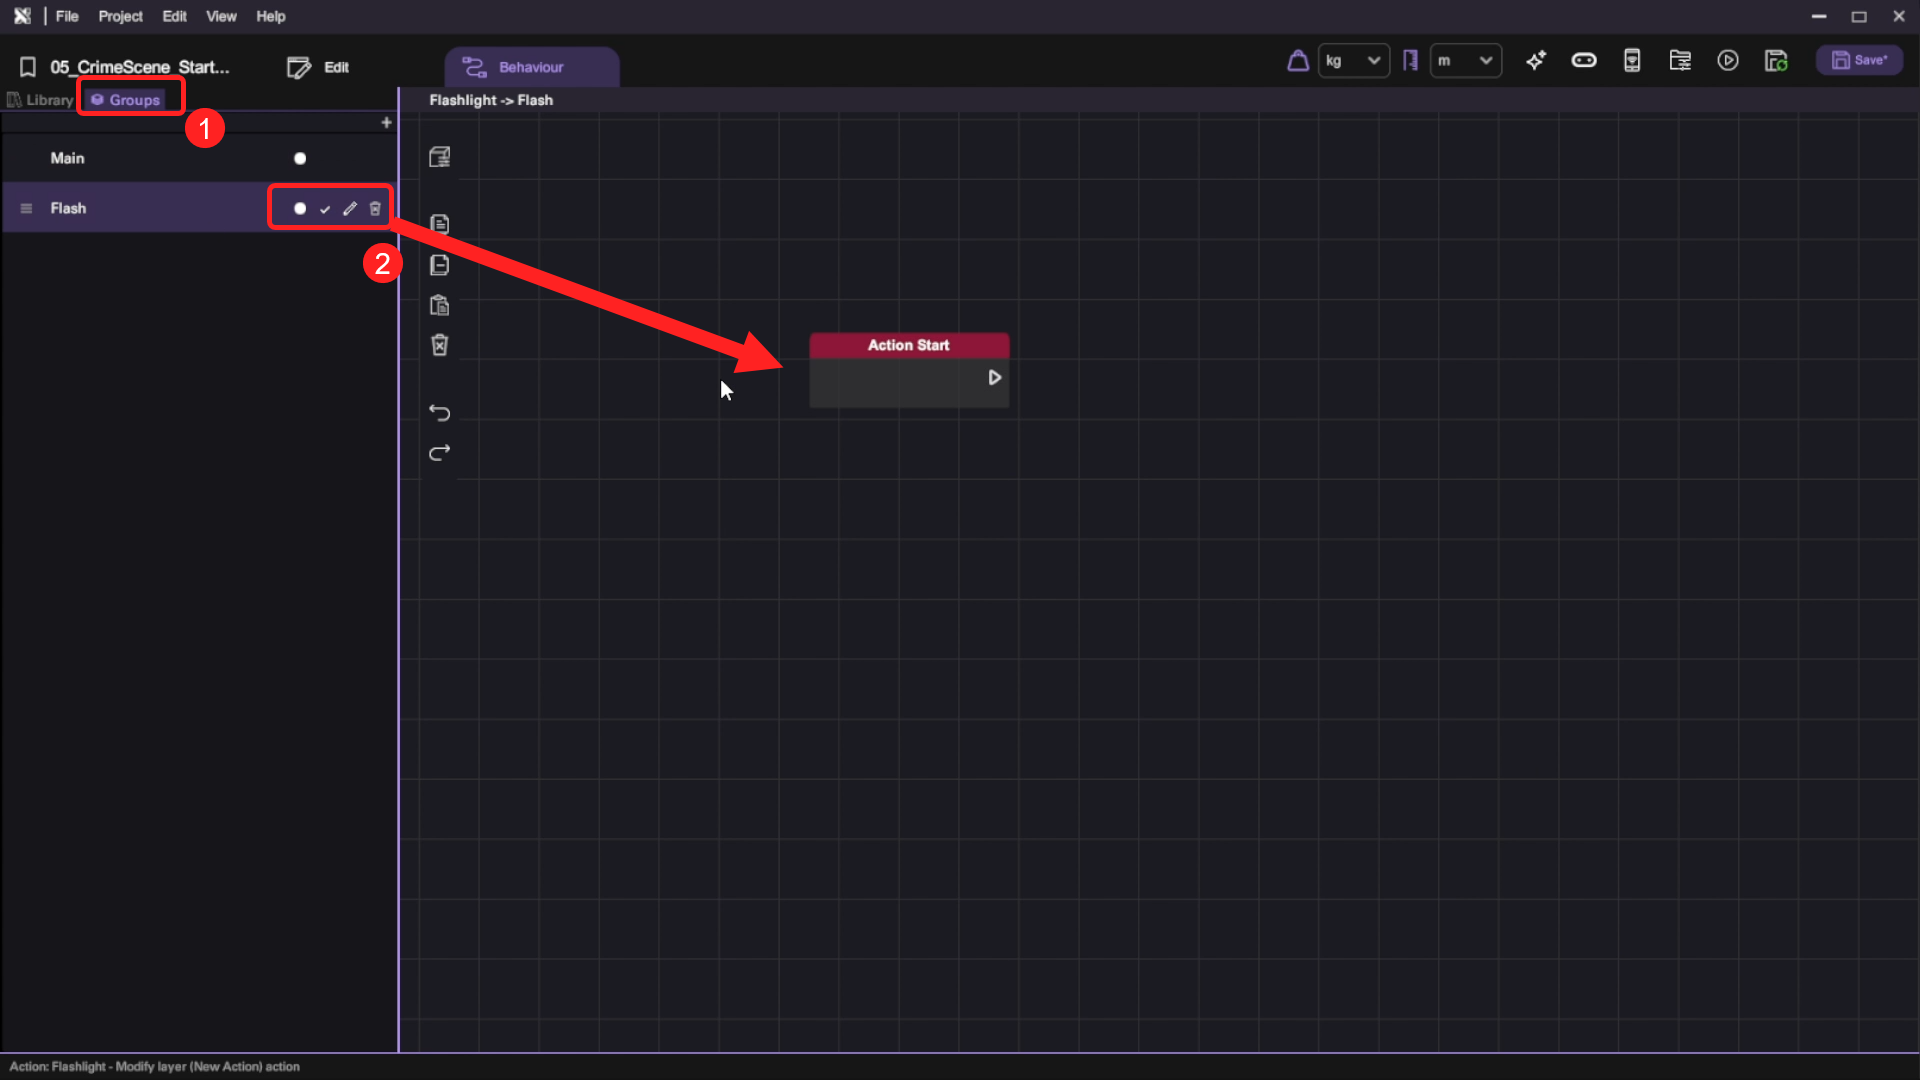 File Project Edit View Help
05_CrimeScene_Start... Edit Behaviour kg m Save*
Library Groups Flashlight -> Flash
1
+
Main
Flash
2
Action Start
Action: Flashlight - Modify layer (New Action) action